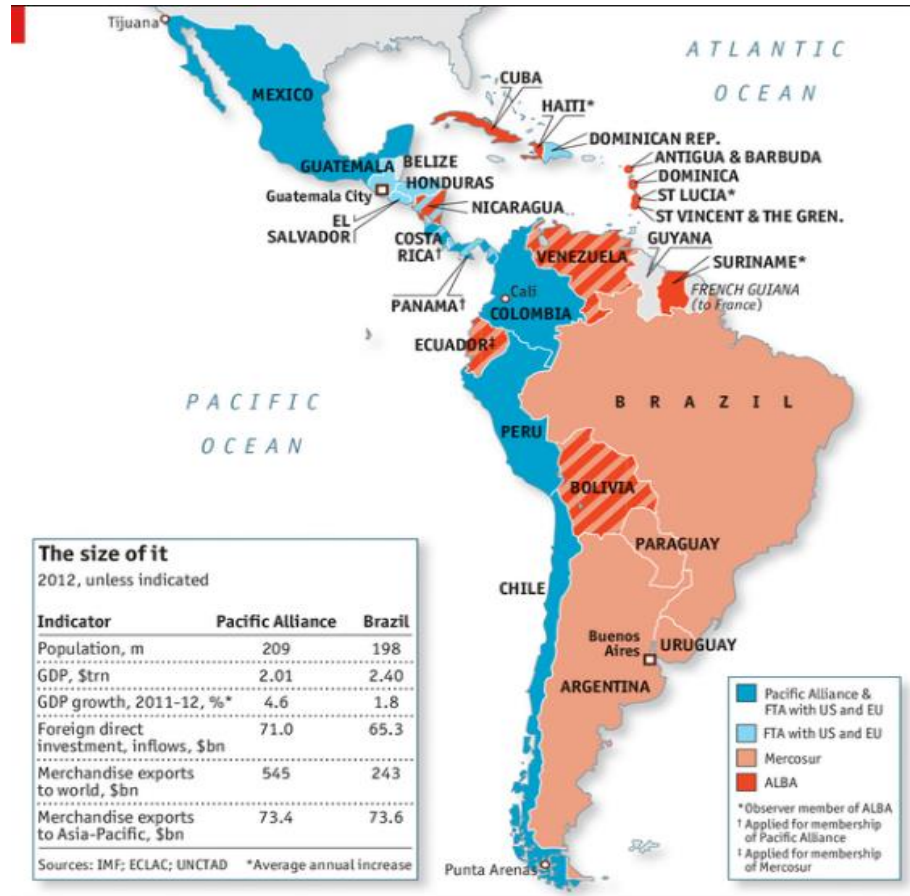 Tijuana
ATLANTIC
OCEAN
MEXICO
CUBA
HAITI*
DOMINICAN REP.
ANTIGUA & BARBUDA
DOMINICA
ST LUCIA*
ST VINCENT & THE GREN.
GUATEMALA
BELIZE
HONDURAS
Guatemala City
NICARAGUA
EL
SALVADOR
COSTA
RICA†
PANAMA†
VENEZUELA
GUYANA
SURINAME*
FRENCH GUIANA
(to France)
Cali
COLOMBIA
ECUADOR‡
PACIFIC
OCEAN
BRAZIL
PERU
BOLIVIA
PARAGUAY
CHILE
Buenos
Aires
URUGUAY
ARGENTINA
Punta Arenas
The size of it
2012, unless indicated
Indicator Pacific Alliance Brazil
Population, m 209 198
GDP, $trn 2.01 2.40
GDP growth, 2011-12, %* 4.6 1.8
Foreign direct
investment, inflows, $bn 71.0 65.3
Merchandise exports
to world, $bn 545 243
Merchandise exports
to Asia-Pacific, $bn 73.4 73.6
Sources: IMF; ECLAC; UNCTAD *Average annual increase
Pacific Alliance &
FTA with US and EU
FTA with US and EU
Mercosur
ALBA
*Observer member of ALBA
†Applied for membership
of Pacific Alliance
‡Applied for membership
of Mercosur